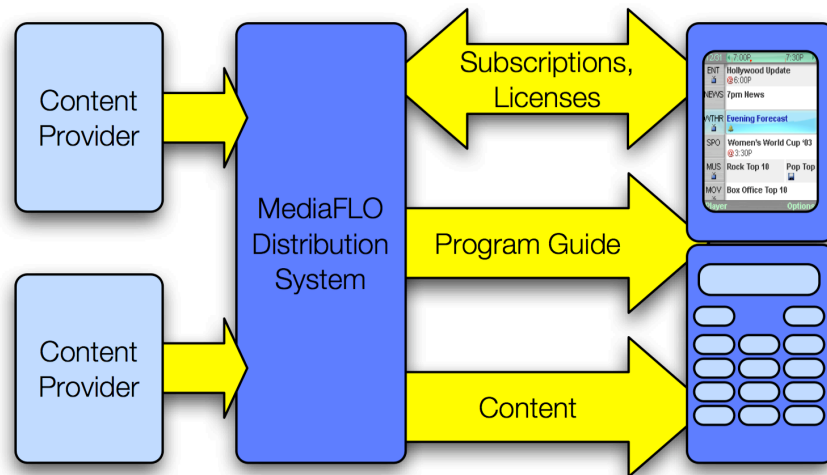 Content
Provider
Content
Provider
MediaFLO
Distribution
System
Subscriptions,
Licenses
Program Guide
Content
7:00P 7:30P
ENT Hollywood Update
@6:00P
NEWS 7pm News
WTHR Evening Forecast
SPO Women's World Cup '03
@3:30P
MUS Rock Top 10 Pop Top
MOV Box Office Top 10
Player Options